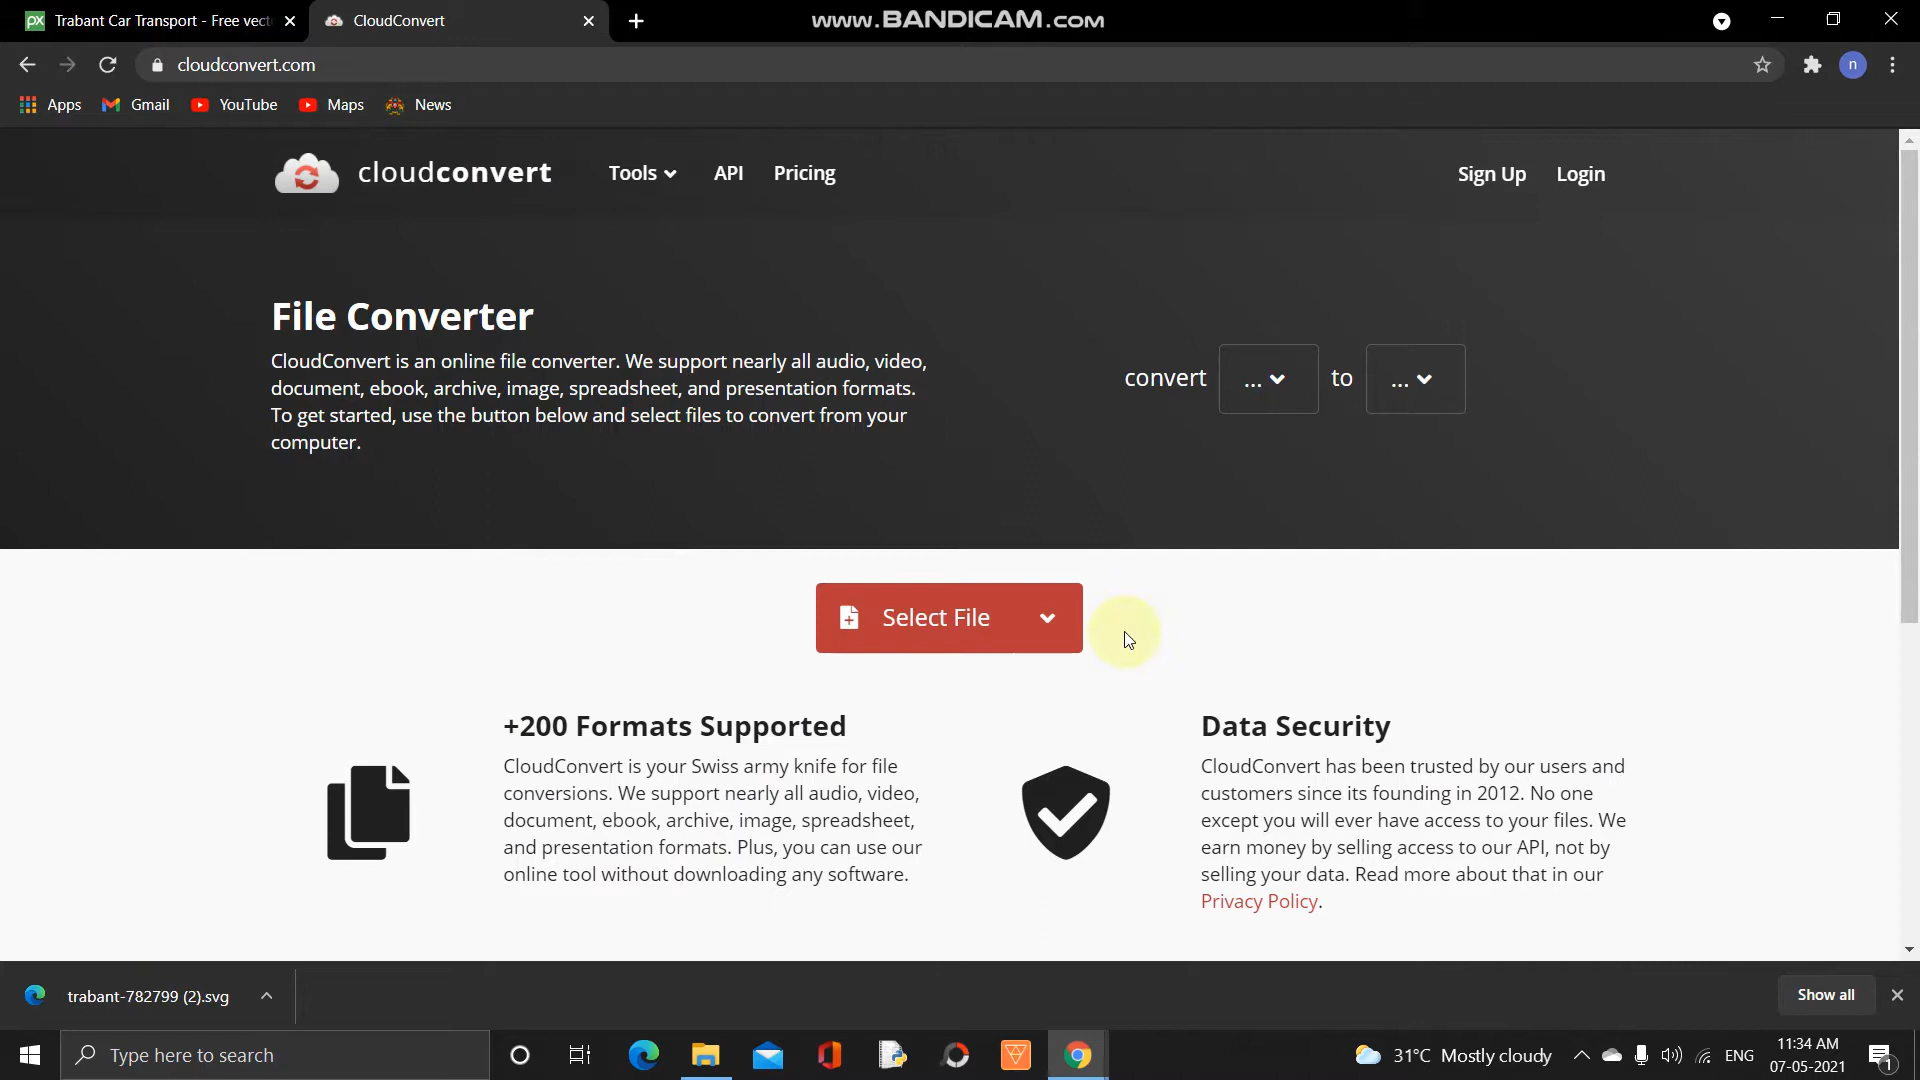 Trabant Car Transport - Free vect
CloudConvert
www.BANDICAM.com
cloudconvert.com
n
Apps
Gmail
YouTube
Maps
News
cloudconvert
Tools
API
Pricing
Sign Up
Login
File Converter
CloudConvert is an online file converter. We support nearly all audio, video,
document, ebook, archive, image, spreadsheet, and presentation formats.
To get started, use the button below and select files to convert from your
computer.
convert ... to ...
Select File
+200 Formats Supported
CloudConvert is your Swiss army knife for file
conversions. We support nearly all audio, video,
document, ebook, archive, image, spreadsheet,
and presentation formats. Plus, you can use our
online tool without downloading any software.
Data Security
CloudConvert has been trusted by our users and
customers since its founding in 2012. No one
except you will ever have access to your files. We
earn money by selling access to our API, not by
selling your data. Read more about that in our
Privacy Policy.
trabant-782799 (2).svg
Show all
Type here to search
31°C Mostly cloudy
ENG
11:34 AM
07-05-2021
1